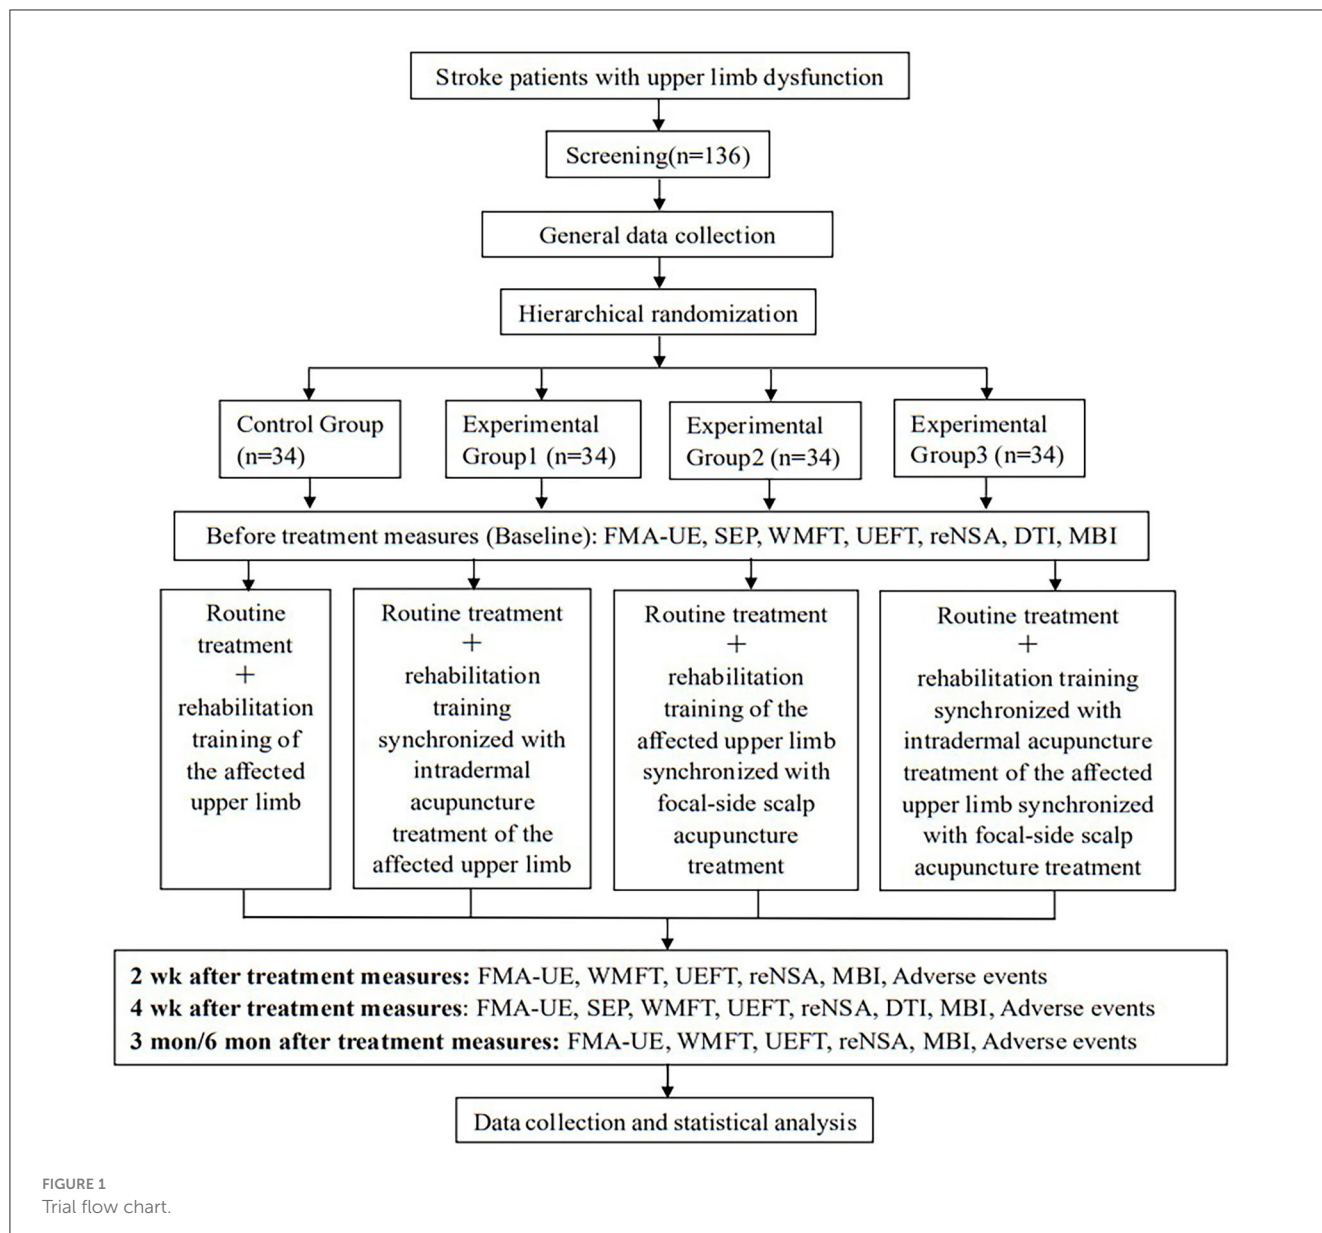 Stroke patients with upper limb dysfunction
Screening(n=136)
General data collection
Hierarchical randomization
Control Group
(n=34)
Experimental
Group1 (n=34)
Experimental
Group2 (n=34)
Experimental
Group3 (n=34)
Before treatment measures (Baseline): FMA-UE, SEP, WMFT, UEFT, reNSA, DTI, MBI
Routine
treatment
+
rehabilitation
training of
the affected
upper limb
Routine treatment
+
rehabilitation
training
synchronized with
intradermal
acupuncture
treatment of the
affected upper limb
Routine treatment
+
rehabilitation
training of the
affected upper limb
synchronized with
focal-side scalp
acupuncture
treatment
Routine treatment
+
rehabilitation training
synchronized with
intradermal acupuncture
treatment of the affected
upper limb synchronized
with focal-side scalp
acupuncture treatment
2 wk after treatment measures: FMA-UE, WMFT, UEFT, reNSA, MBI, Adverse events
4 wk after treatment measures: FMA-UE, SEP, WMFT, UEFT, reNSA, DTI, MBI, Adverse events
3 mon/6 mon after treatment measures: FMA-UE, WMFT, UEFT, reNSA, MBI, Adverse events
Data collection and statistical analysis
FIGURE 1
Trial flow chart.